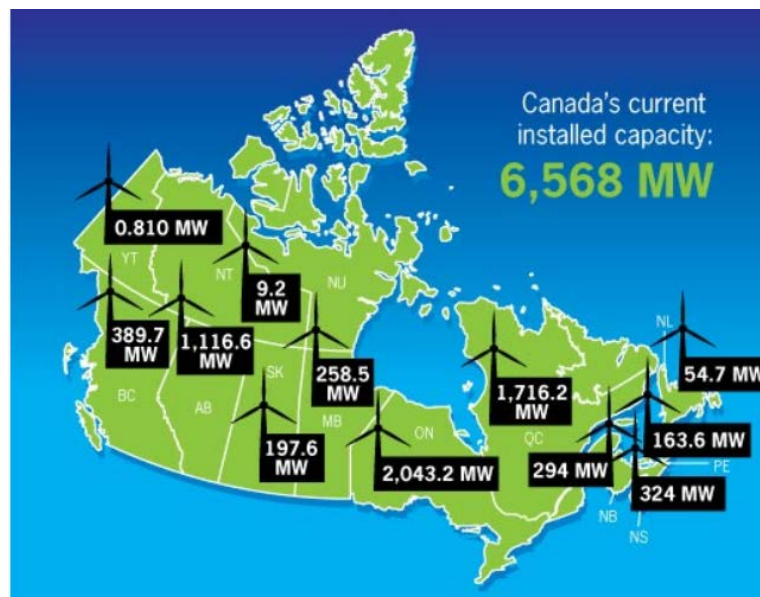 Canada's current
installed capacity:
6,568 MW
0.810 MW
YT
NT
9.2
MW
NU
389.7
MW
1,116.6
MW
258.5
MW
1,716.2
MW
NL
54.7 MW
BC
AB
SK
197.6
MW
MB
ON
2,043.2 MW
QC
163.6 MW
294 MW
PE
324 MW
NB
NS